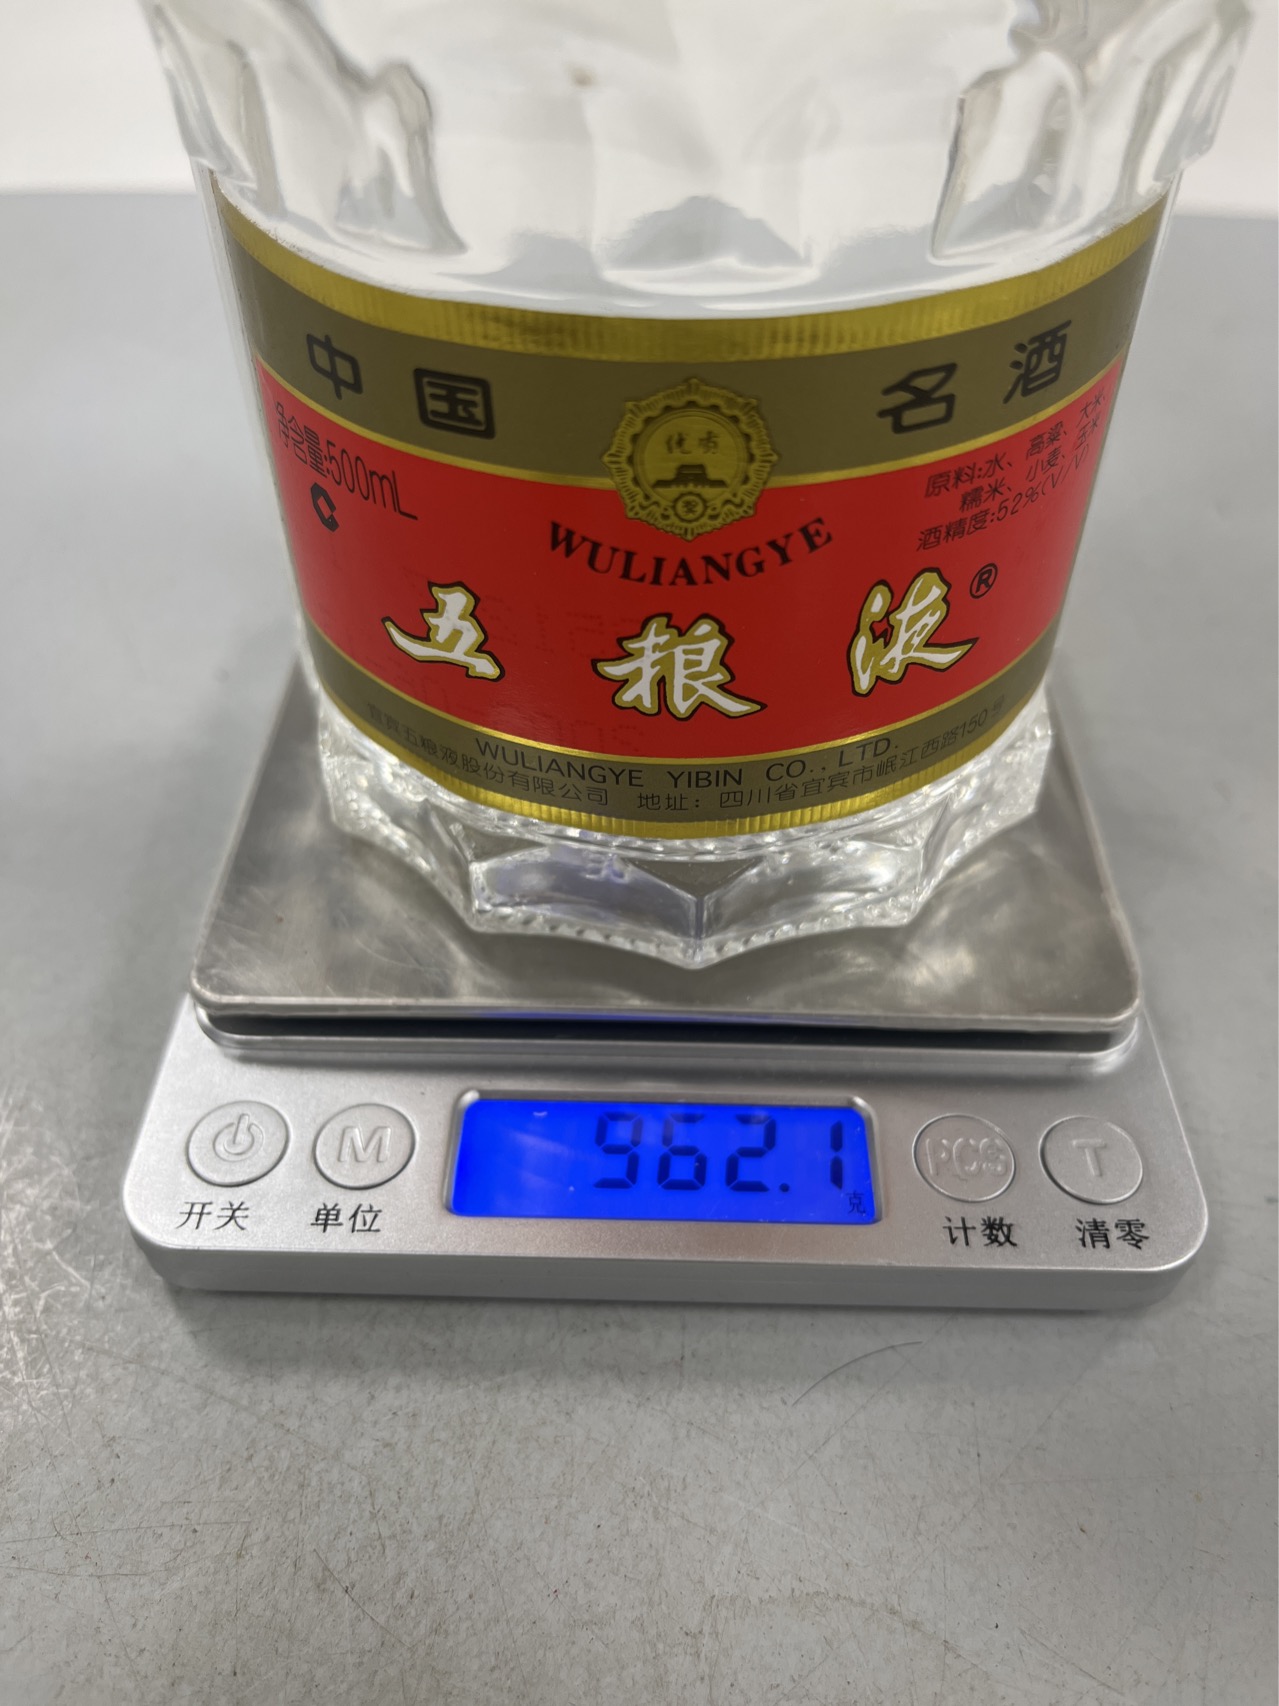 中国 名酒
净含量:500mL
C
优质
原料:水、高粱、大米、
糯米、小麦、玉米
酒精度:52%(V/V)
WULIANGYE
五粮液®
WULIANGYE YIBIN CO., LTD.
宜宾五粮液股份有限公司 地址：四川省宜宾市岷江西路150号
962.1
克
M
PCS
T
开关
单位
计数
清零